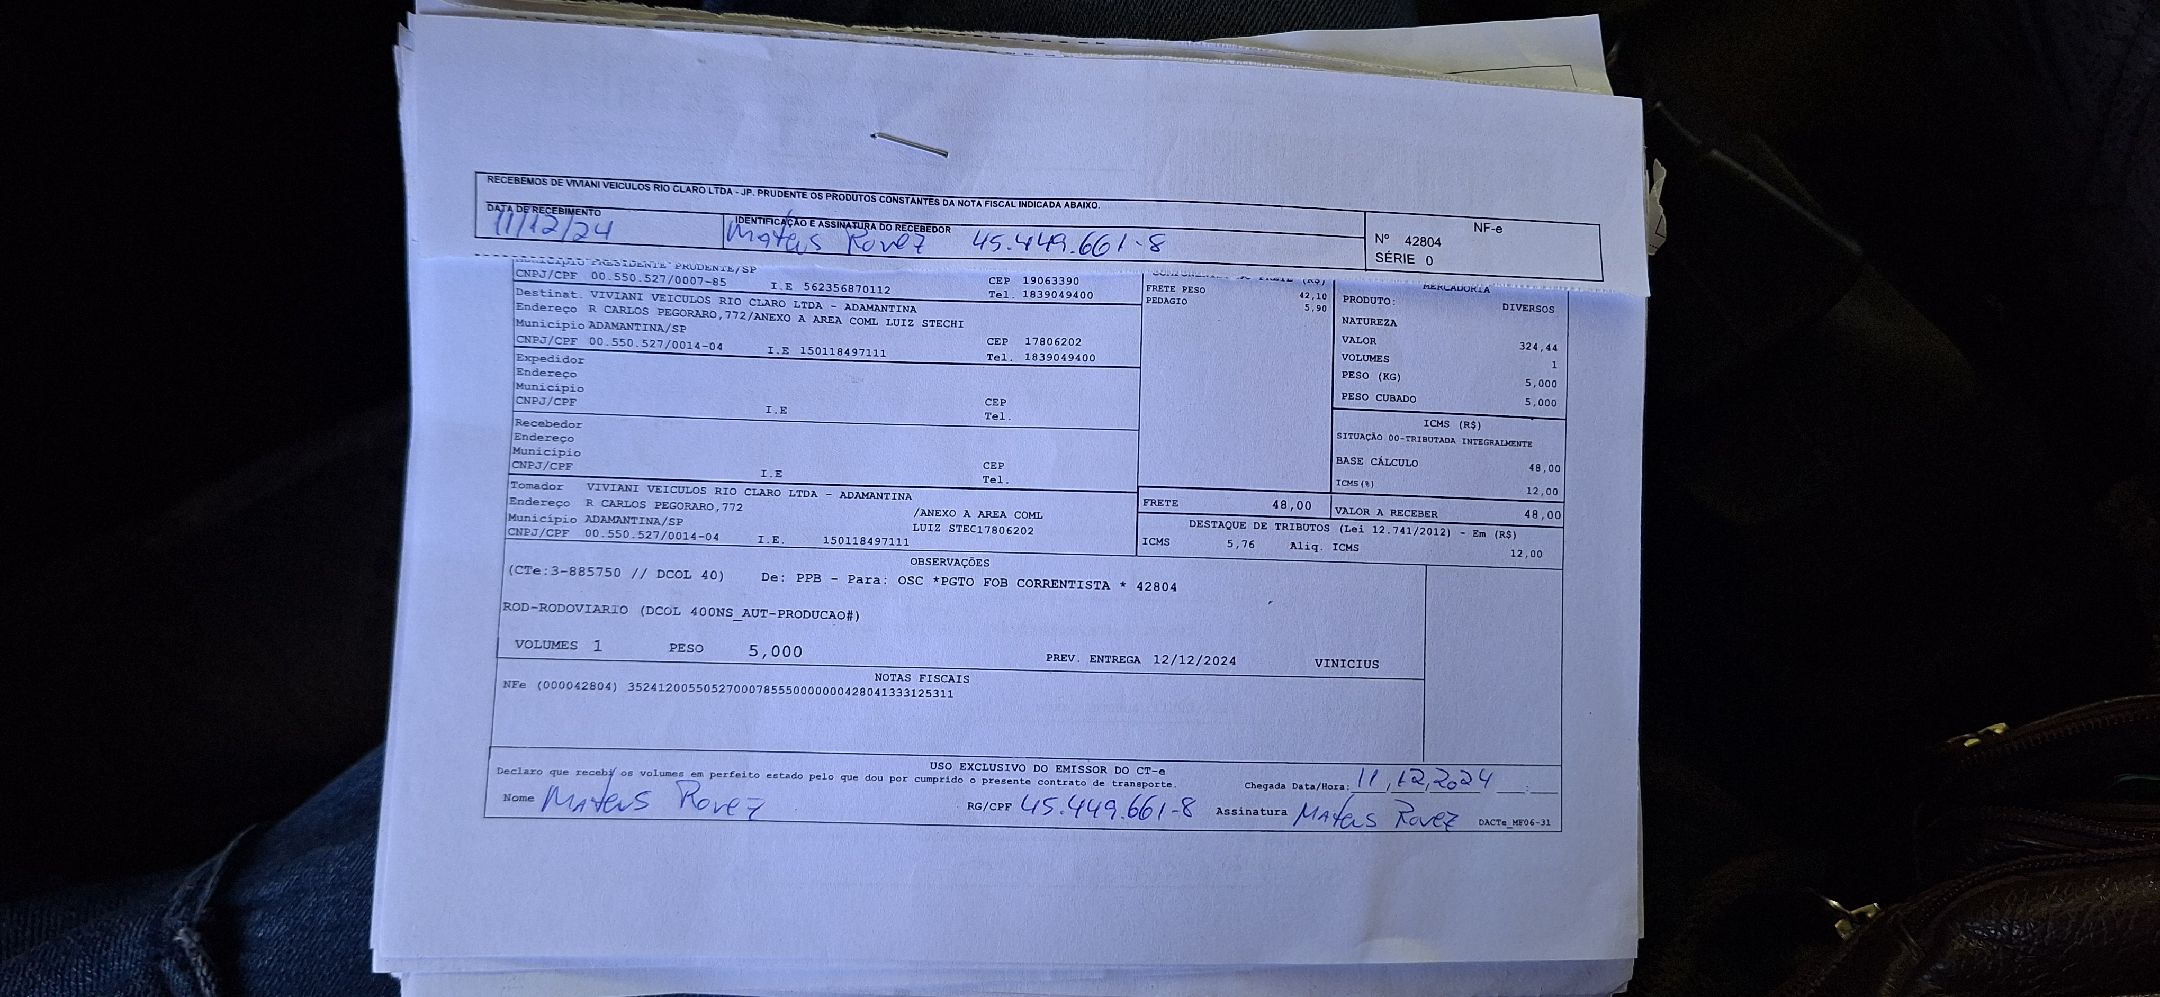 RECEBEMOS DE VIVIANI VEICULOS RIO CLARO LTDA - JP. PRUDENTE OS PRODUTOS CONSTANTES DA NOTA FISCAL INDICADA ABAIXO.
DATA DE RECEBIMENTO
11/12/24
IDENTIFICAÇÃO E ASSINATURA DO RECEBEDOR
Mateus Rovez 45.449.661-8
NF-e
Nº 42804
SÉRIE 0
PRESIDENTE PRUDENTE/SP
CNPJ/CPF 00.550.527/0007-85 I.E 562356870112 CEP 19063390
Tel. 1839049400
Destinat. VIVIANI VEICULOS RIO CLARO LTDA - ADAMANTINA
Endereço R CARLOS PEGORARO,772/ANEXO A AREA COML LUIZ STECHI
Município ADAMANTINA/SP CEP 17806202
CNPJ/CPF 00.550.527/0014-04 I.E 150118497111 Tel. 1839049400
Expedidor
Endereço
Município CEP
CNPJ/CPF I.E Tel.
Recebedor
Endereço
Município CEP
CNPJ/CPF I.E Tel.
Tomador VIVIANI VEICULOS RIO CLARO LTDA - ADAMANTINA
Endereço R CARLOS PEGORARO,772 /ANEXO A AREA COML
Município ADAMANTINA/SP LUIZ STEC17806202
CNPJ/CPF 00.550.527/0014-04 I.E. 150118497111
FRETE PESO 42,10
PEDAGIO 5,90
FRETE 48,00
MERCADORIA
PRODUTO: DIVERSOS
NATUREZA
VALOR 324,44
VOLUMES 1
PESO (KG) 5,000
PESO CUBADO 5,000
ICMS (R$)
SITUAÇÃO 00-TRIBUTADA INTEGRALMENTE
BASE CÁLCULO 48,00
ICMS(%) 12,00
VALOR A RECEBER 48,00
DESTAQUE DE TRIBUTOS (Lei 12.741/2012) - Em (R$)
ICMS 5,76 Aliq. ICMS 12,00
OBSERVAÇÕES
(CTe:3-885750 // DCOL 40) De: PPB - Para: OSC *PGTO FOB CORRENTISTA * 42804
ROD-RODOVIARIO (DCOL 400NS_AUT-PRODUCAO#)
VOLUMES 1 PESO 5,000 PREV. ENTREGA 12/12/2024 VINICIUS
NOTAS FISCAIS
NFe (000042804) 35241200550527000785550000000428041333125311
USO EXCLUSIVO DO EMISSOR DO CT-e
Declaro que recebi os volumes em perfeito estado pelo que dou por cumprido o presente contrato de transporte. Chegada Data/Hora: 11,12,2024 __:__
Nome Mateus Rovez RG/CPF 45.449.661-8 Assinatura Mateus Rovez DACTe_MF06-31